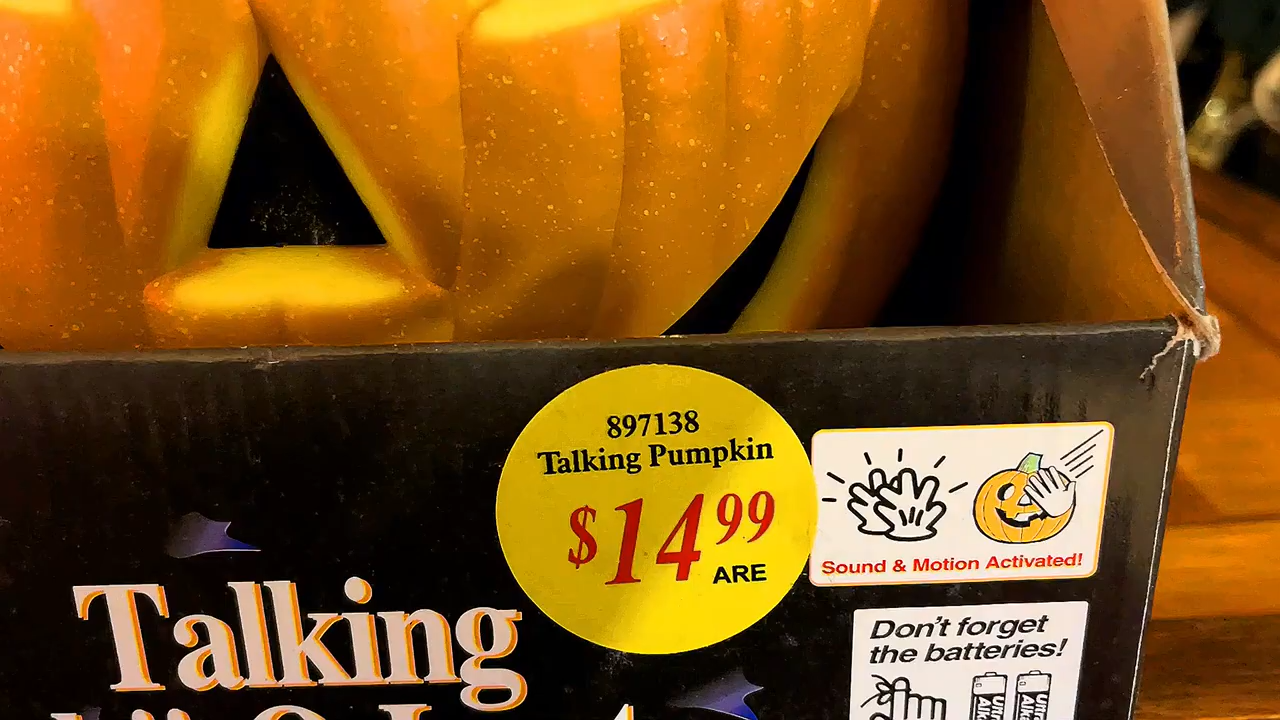 897138
Talking Pumpkin
$14.99
ARE
Sound & Motion Activated!
Talking
Don't forget
the batteries!